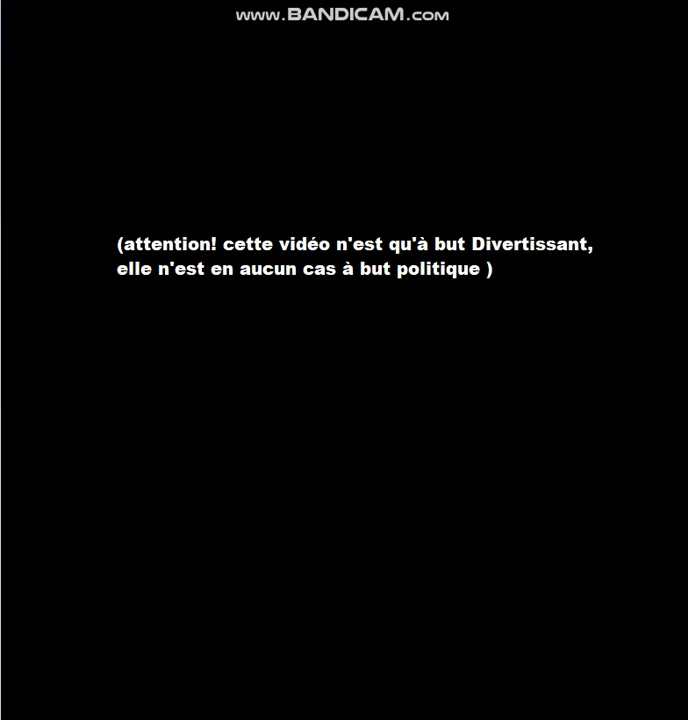 www.BANDICAM.COM
(attention! cette vidéo n'est qu'à but Divertissant,
elle n'est en aucun cas à but politique )